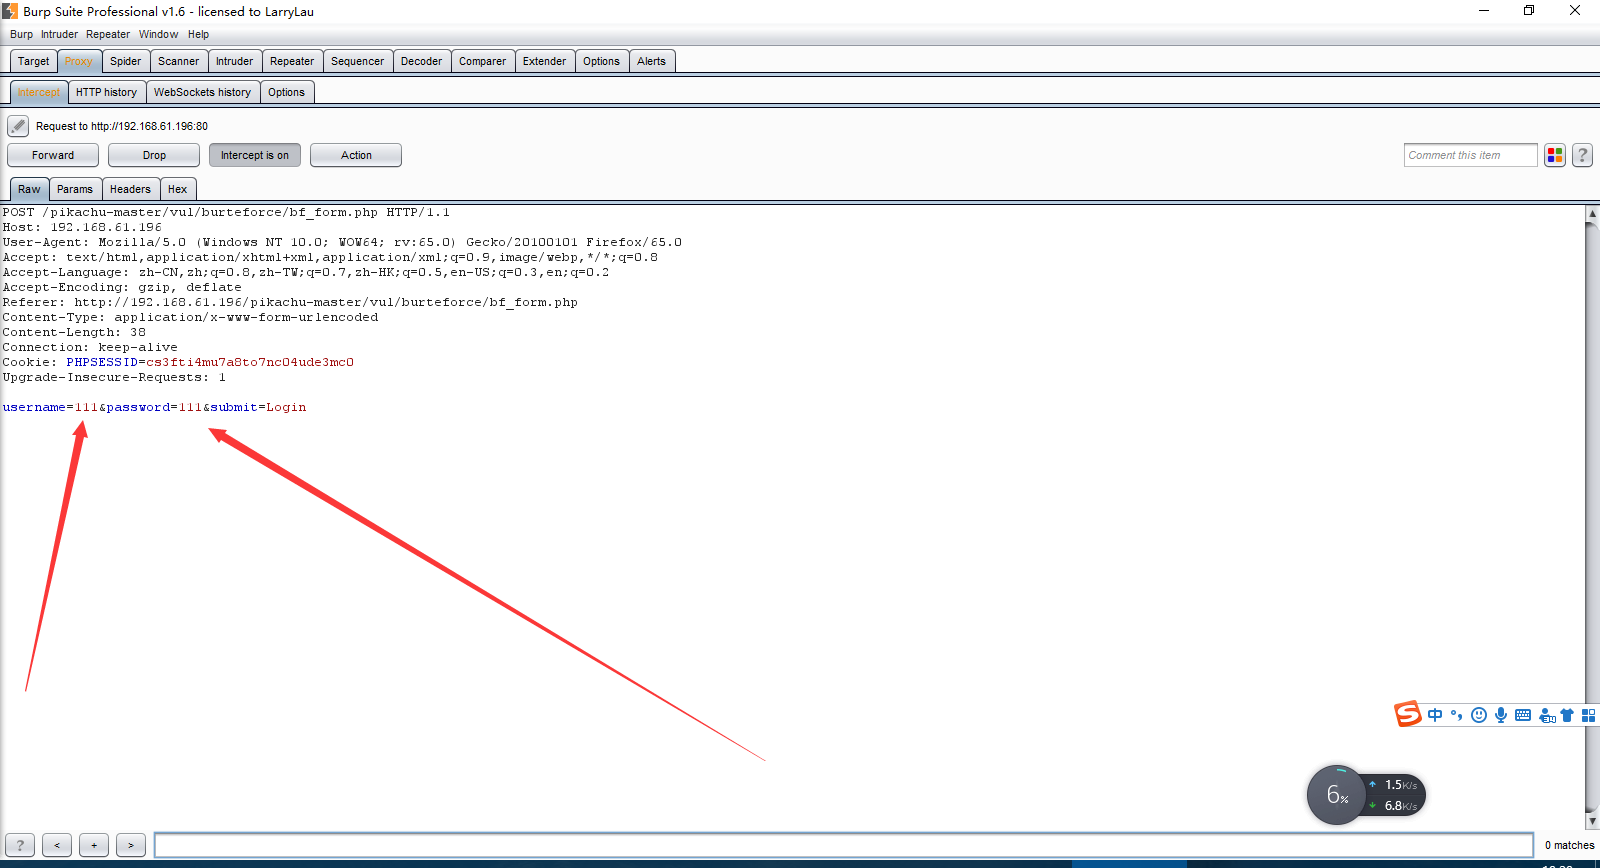 Burp Suite Professional v1.6 - licensed to LarryLau
Burp Intruder Repeater Window Help
Target Proxy Spider Scanner Intruder Repeater Sequencer Decoder Comparer Extender Options Alerts
Intercept HTTP history WebSockets history Options
Request to http://192.168.61.196:80
Forward Drop Intercept is on Action Comment this item ?
Raw Params Headers Hex
POST /pikachu-master/vul/burteforce/bf_form.php HTTP/1.1
Host: 192.168.61.196
User-Agent: Mozilla/5.0 (Windows NT 10.0; WOW64; rv:65.0) Gecko/20100101 Firefox/65.0
Accept: text/html,application/xhtml+xml,application/xml;q=0.9,image/webp,*/*;q=0.8
Accept-Language: zh-CN,zh;q=0.8,zh-TW;q=0.7,zh-HK;q=0.5,en-US;q=0.3,en;q=0.2
Accept-Encoding: gzip, deflate
Referer: http://192.168.61.196/pikachu-master/vul/burteforce/bf_form.php
Content-Type: application/x-www-form-urlencoded
Content-Length: 38
Connection: keep-alive
Cookie: PHPSESSID=cs3fti4mu7a8to7nc04ude3mc0
Upgrade-Insecure-Requests: 1
username=111&password=111&submit=Login
S 中
6% 1.5K/s
6.8K/s
? < + > 0 matches